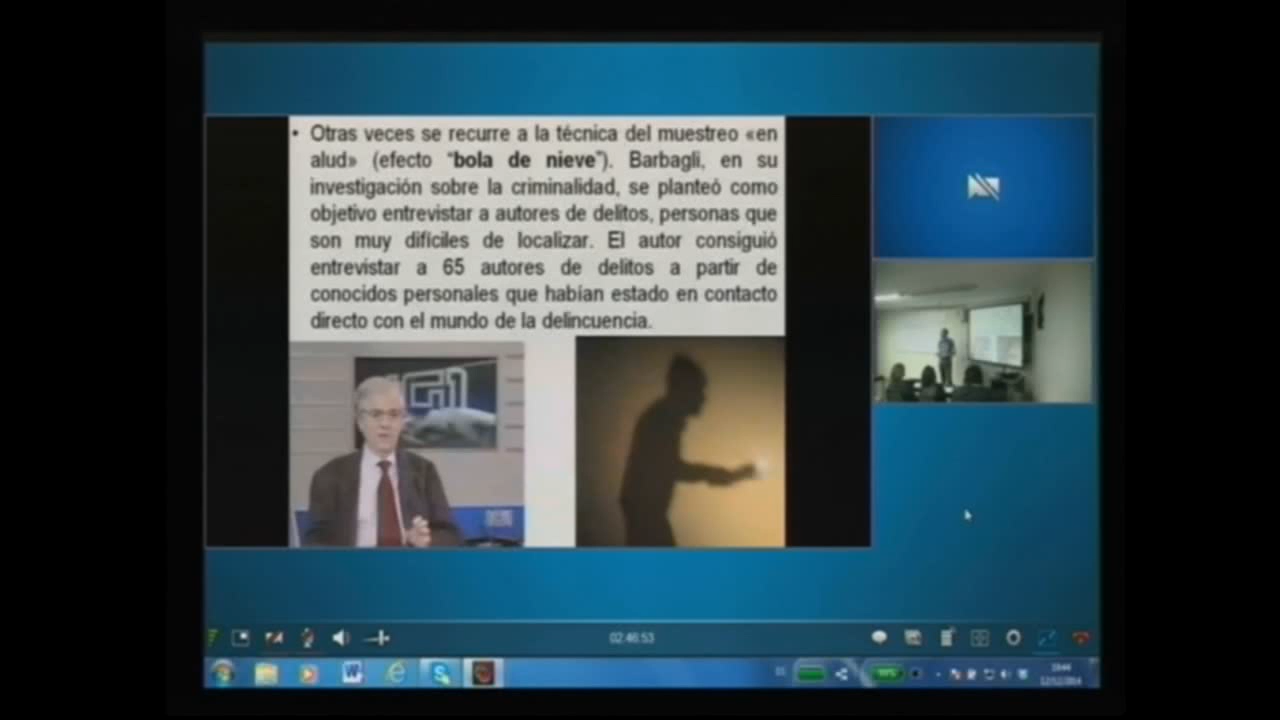 • Otras veces se recurre a la técnica del muestreo «en
alud» (efecto “bola de nieve”). Barbagli, en su
investigación sobre la criminalidad, se planteó como
objetivo entrevistar a autores de delitos, personas que
son muy difíciles de localizar. El autor consiguió
entrevistar a 65 autores de delitos a partir de
conocidos personales que habían estado en contacto
directo con el mundo de la delincuencia.
02:46:53
ES